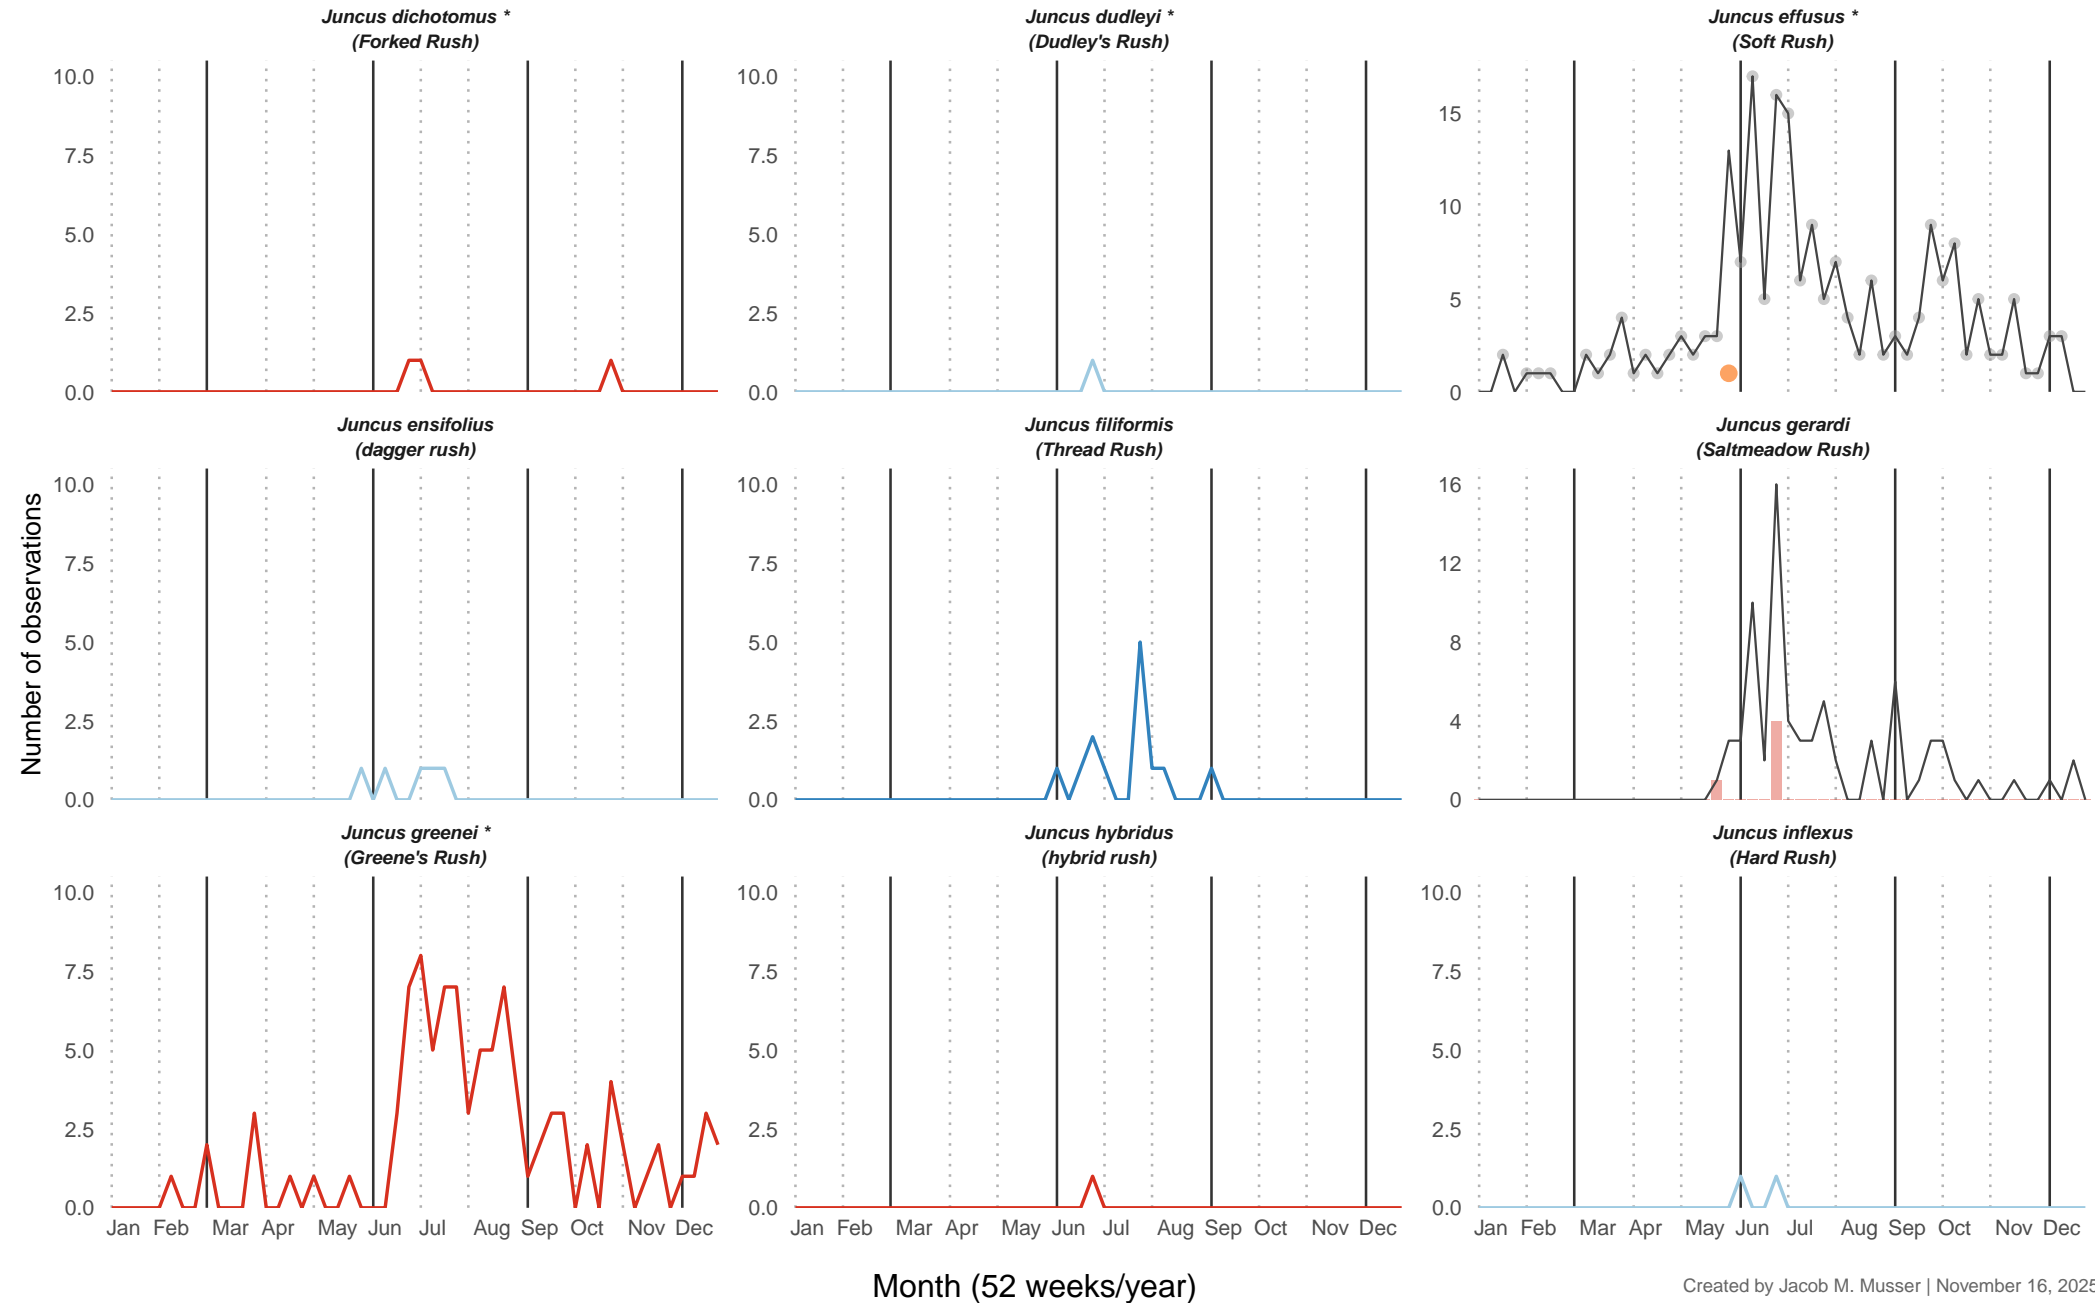 Juncus dichotomus *
(Forked Rush)
Juncus dudleyi *
(Dudley's Rush)
Juncus effusus *
(Soft Rush)
10.0
7.5
5.0
2.5
0.0
10.0
7.5
5.0
2.5
0.0
15
10
5
0
Juncus ensifolius
(dagger rush)
Juncus filiformis
(Thread Rush)
Juncus gerardi
(Saltmeadow Rush)
Number of observations
10.0
7.5
5.0
2.5
0.0
10.0
7.5
5.0
2.5
0.0
16
12
8
4
0
Juncus greenei *
(Greene's Rush)
Juncus hybridus
(hybrid rush)
Juncus inflexus
(Hard Rush)
10.0
7.5
5.0
2.5
0.0
10.0
7.5
5.0
2.5
0.0
10.0
7.5
5.0
2.5
0.0
Jan Feb Mar Apr May Jun Jul Aug Sep Oct Nov Dec
Jan Feb Mar Apr May Jun Jul Aug Sep Oct Nov Dec
Jan Feb Mar Apr May Jun Jul Aug Sep Oct Nov Dec
Month (52 weeks/year)
Created by Jacob M. Musser | November 16, 2025